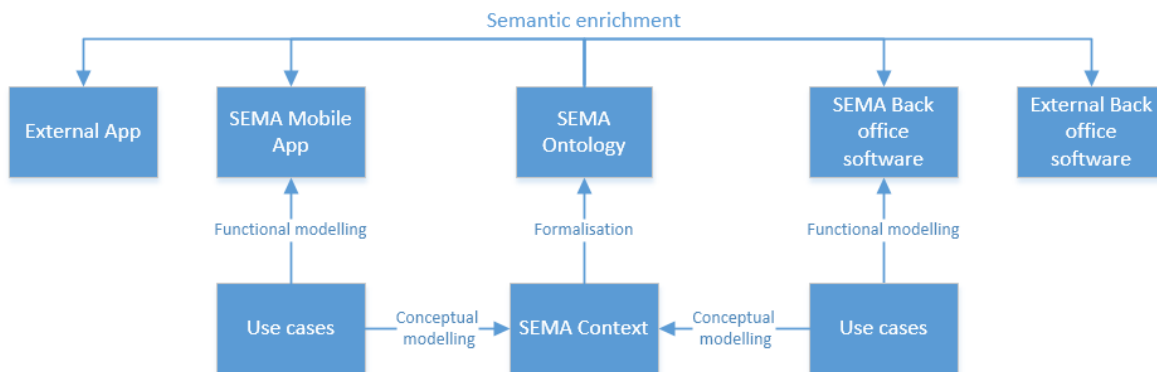 Semantic enrichment
External App
SEMA Mobile
App
SEMA
Ontology
SEMA Back
office
software
External Back
office
software
Functional modelling
Formalisation
Functional modelling
Use cases
Conceptual
modelling
SEMA Context
Conceptual
modelling
Use cases